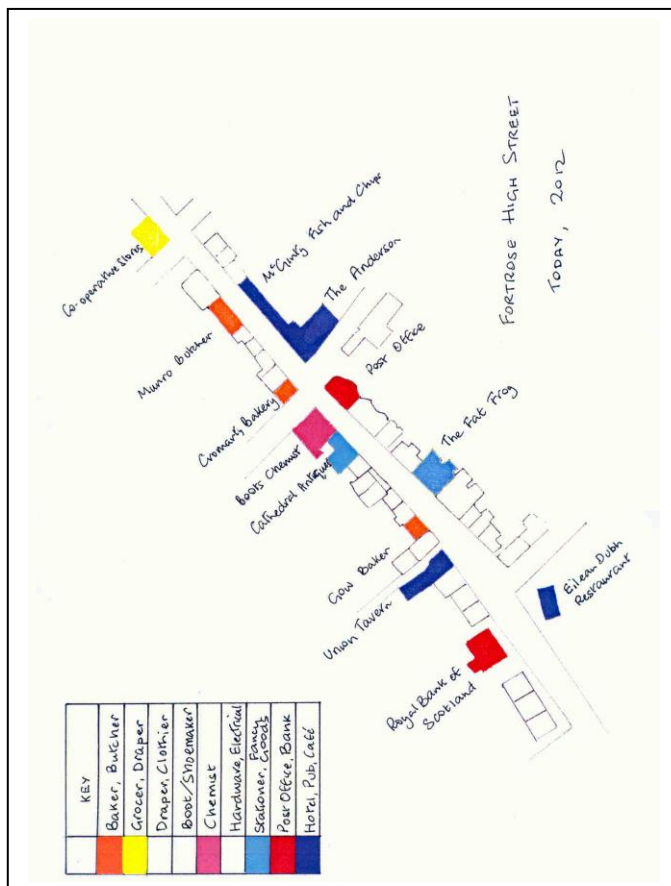 FORTROSE HIGH STREET
TODAY, 2012
Co-operative Stores
McGinty Fish and Chips
The Anderson
Munro Butcher
Post Office
Cromarty Bakery
Boots Chemist
Cathedral Antiques
The Fat Frog
Gow Baker
Union Tavern
Eilean Dubh
Restaurant
Royal Bank of
Scotland
KEY
Baker, Butcher
Grocer, Draper
Draper, Clothier
Boot/Shoemaker
Chemist
Hardware, Electrical
Stationer, Fancy
Goods
Post Office, Bank
Hotel, Pub, Café